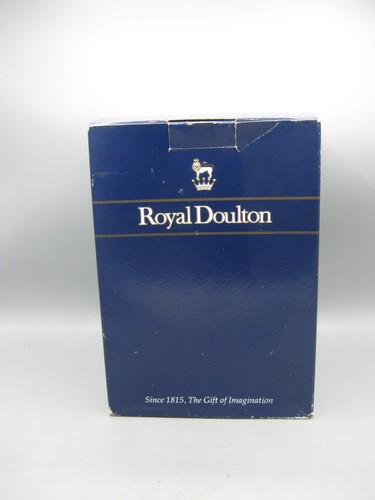 Royal Doulton
Since 1815, The Gift of Imagination